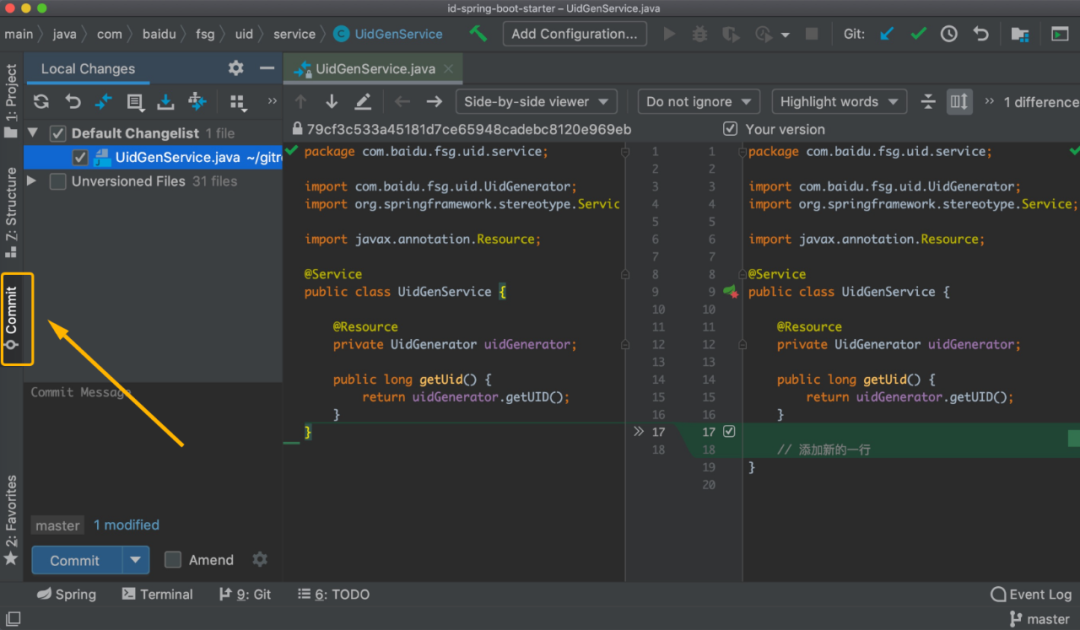 id-spring-boot-starter – UidGenService.java
main java com baidu fsg uid service UidGenService Add Configuration... Git:
1: Project
Z: Structure
Commit
2: Favorites
Local Changes
UidGenService.java
Side-by-side viewer Do not ignore Highlight words 1 difference
79cf3c533a45181d7ce65948cadebc8120e969eb
Your version
Default Changelist 1 file
UidGenService.java ~/gitr
Unversioned Files 31 files
package com.baidu.fsg.uid.service;
import com.baidu.fsg.uid.UidGenerator;
import org.springframework.stereotype.Servic
import javax.annotation.Resource;
@Service
public class UidGenService {
@Resource
private UidGenerator uidGenerator;
public long getUid() {
return uidGenerator.getUID();
}
}
1 1
2 2
3 3
4 4
5 5
6 6
7 7
8 8
9 9
10 10
11 11
12 12
13 13
14 14
15 15
16 16
17 17
18 18
19
20
package com.baidu.fsg.uid.service;
import com.baidu.fsg.uid.UidGenerator;
import org.springframework.stereotype.Service;
import javax.annotation.Resource;
@Service
public class UidGenService {
@Resource
private UidGenerator uidGenerator;
public long getUid() {
return uidGenerator.getUID();
}
// 添加新的一行
}
Commit Message
master 1 modified
Commit Amend
Spring Terminal 9: Git 6: TODO Event Log
master